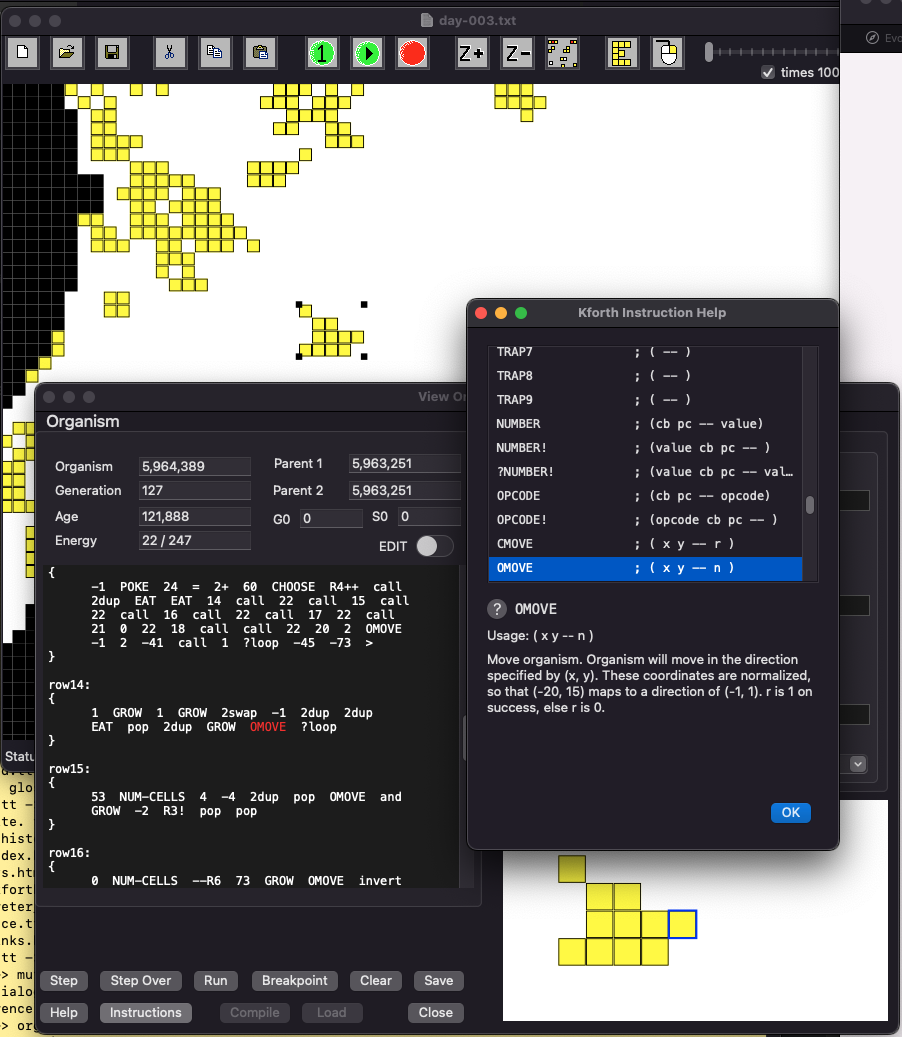 day-003.txt
1
Z+
Z-
E
times 100
Evo
Kforth Instruction Help
TRAP7 ; ( -- )
TRAP8 ; ( -- )
TRAP9 ; ( -- )
NUMBER ; (cb pc -- value)
NUMBER! ; (value cb pc -- )
?NUMBER! ; (value cb pc -- val…
OPCODE ; (cb pc -- opcode)
OPCODE! ; (opcode cb pc -- )
CMOVE ; ( x y -- r )
OMOVE ; ( x y -- n )
? OMOVE
Usage: ( x y -- n )
Move organism. Organism will move in the direction
specified by (x, y). These coordinates are normalized,
so that (-20, 15) maps to a direction of (-1, 1). r is 1 on
success, else r is 0.
OK
View Or
Organism
Organism 5,964,389
Parent 1 5,963,251
Generation 127
Parent 2 5,963,251
Age 121,888
G0 0 S0 0
Energy 22 / 247
EDIT
{
-1 POKE 24 = 2+ 60 CHOOSE R4++ call
2dup EAT EAT 14 call 22 call 15 call
22 call 16 call 22 call 17 22 call
21 0 22 18 call call 22 20 2 OMOVE
-1 2 -41 call 1 ?loop -45 -73 >
}
row14:
{
1 GROW 1 GROW 2swap -1 2dup 2dup
EAT pop 2dup GROW OMOVE ?loop
}
row15:
{
53 NUM-CELLS 4 -4 2dup pop OMOVE and
GROW -2 R3! pop pop
}
row16:
{
0 NUM-CELLS --R6 73 GROW OMOVE invert
Step Step Over Run Breakpoint Clear Save
Help Instructions Compile Load Close
Statu
glo
tt -
te.
hist
dex.
s.htm
kfort
reter
ce.t
nks.
tt -
-> mu
ialo
rence
-> or